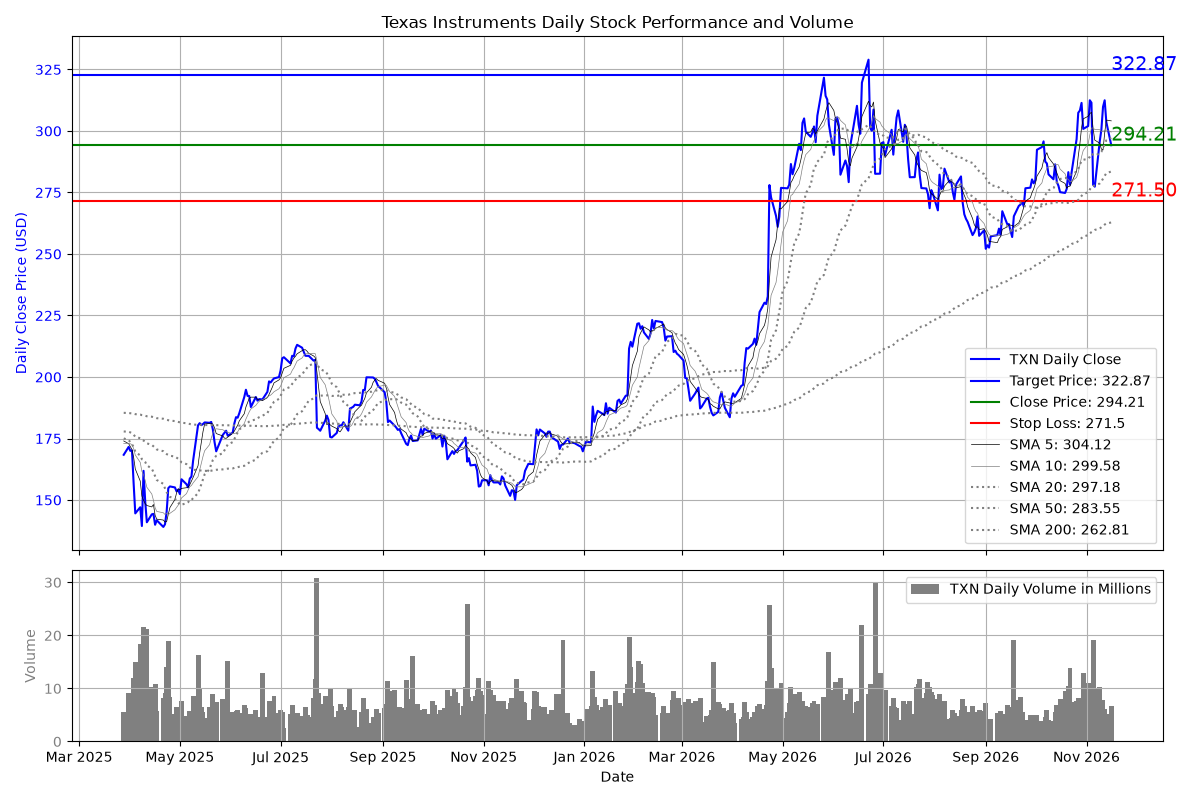 Texas Instruments Daily Stock Performance and Volume
Daily Close Price (USD)
325
300
275
250
225
200
175
150
322.87
294.21
271.50
TXN Daily Close
Target Price: 322.87
Close Price: 294.21
Stop Loss: 271.5
SMA 5: 304.12
SMA 10: 299.58
SMA 20: 297.18
SMA 50: 283.55
SMA 200: 262.81
Volume
30
20
10
0
TXN Daily Volume in Millions
Mar 2025
May 2025
Jul 2025
Sep 2025
Nov 2025
Jan 2026
Mar 2026
May 2026
Jul 2026
Sep 2026
Nov 2026
Date